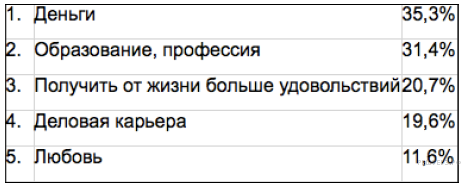 1. Деньги 35,3%
2. Образование, профессия 31,4%
3. Получить от жизни больше удовольствий 20,7%
4. Деловая карьера 19,6%
5. Любовь 11,6%